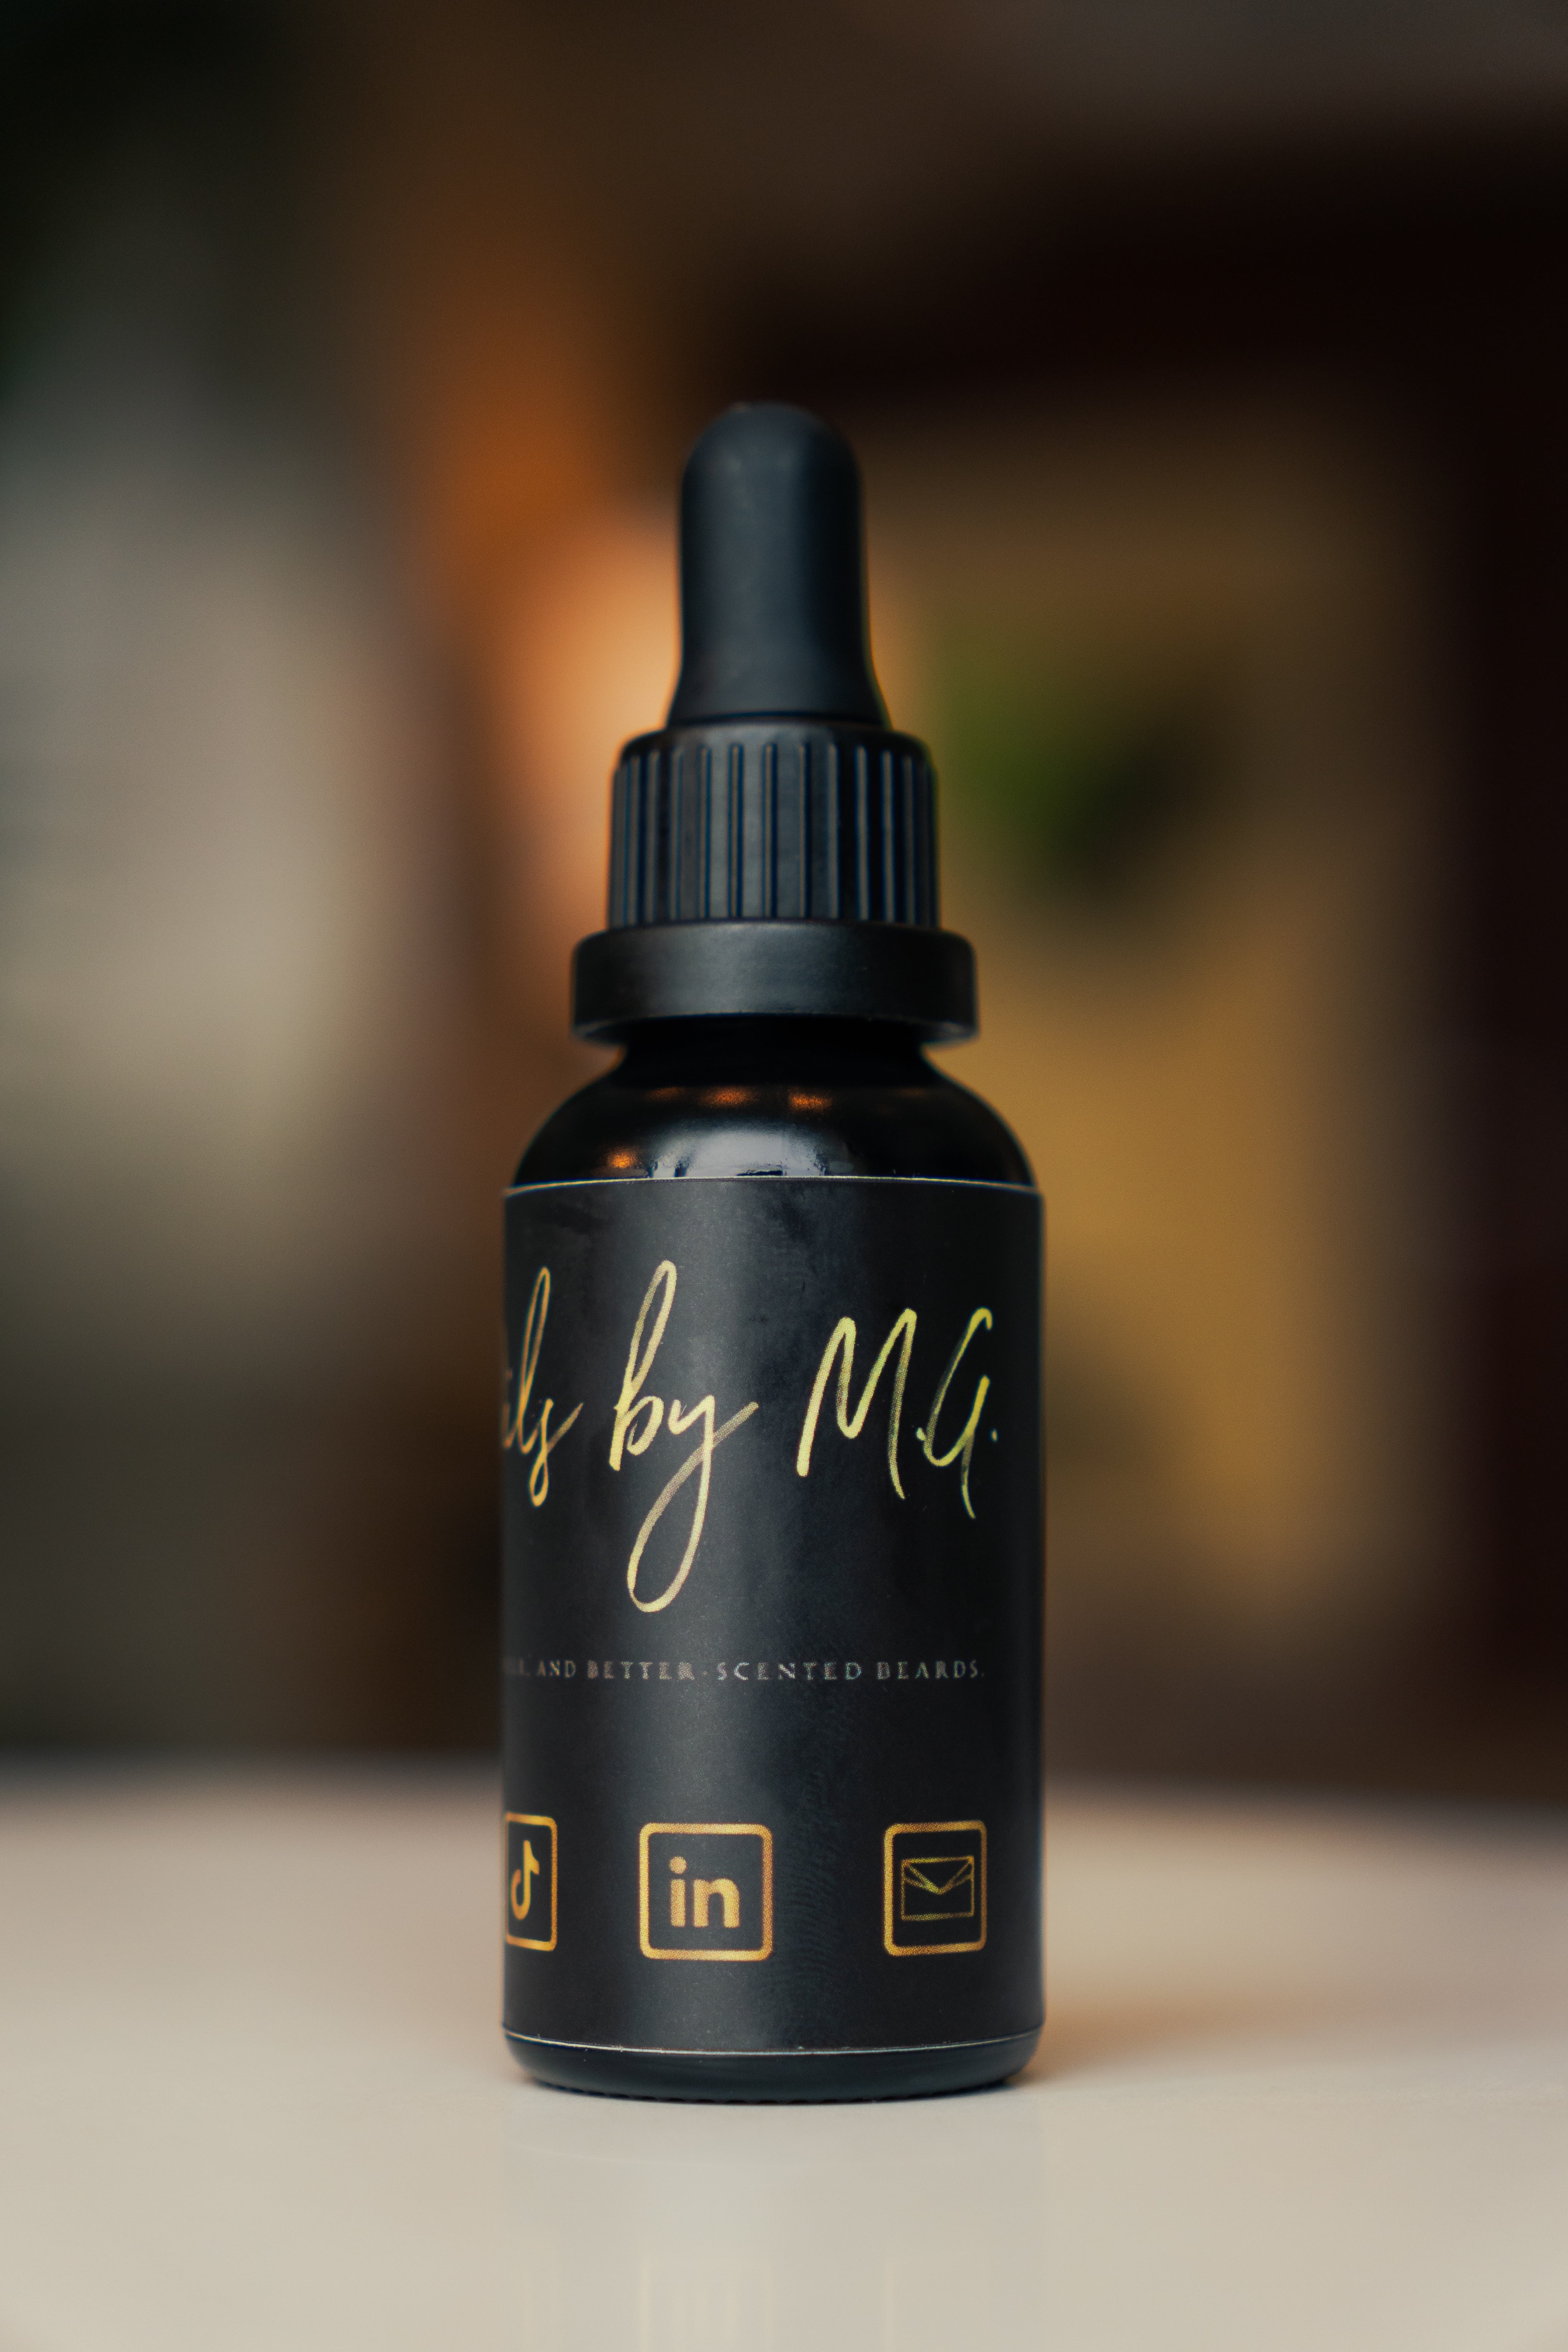 by M.G.
AND BETTER-SCENTED BEARDS.
in